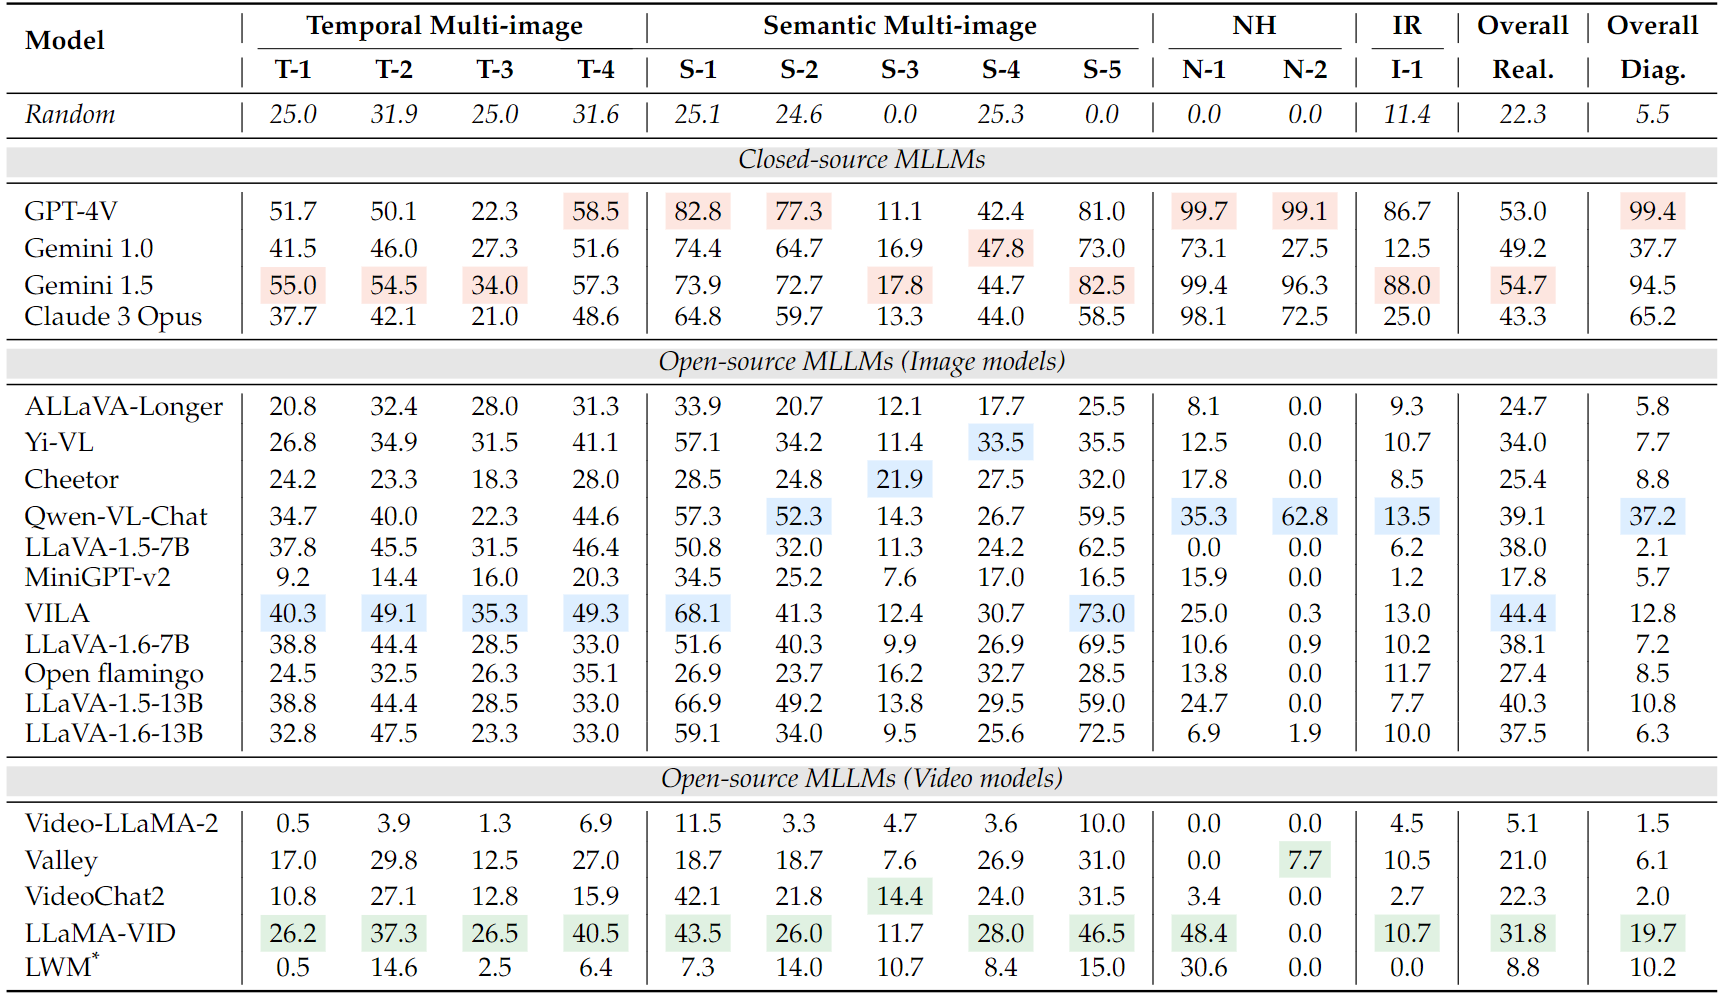 Model Temporal Multi-image Semantic Multi-image NH IR Overall Overall
T-1 T-2 T-3 T-4 S-1 S-2 S-3 S-4 S-5 N-1 N-2 I-1 Real. Diag.
Random 25.0 31.9 25.0 31.6 25.1 24.6 0.0 25.3 0.0 0.0 0.0 11.4 22.3 5.5
Closed-source MLLMs
GPT-4V 51.7 50.1 22.3 58.5 82.8 77.3 11.1 42.4 81.0 99.7 99.1 86.7 53.0 99.4
Gemini 1.0 41.5 46.0 27.3 51.6 74.4 64.7 16.9 47.8 73.0 73.1 27.5 12.5 49.2 37.7
Gemini 1.5 55.0 54.5 34.0 57.3 73.9 72.7 17.8 44.7 82.5 99.4 96.3 88.0 54.7 94.5
Claude 3 Opus 37.7 42.1 21.0 48.6 64.8 59.7 13.3 44.0 58.5 98.1 72.5 25.0 43.3 65.2
Open-source MLLMs (Image models)
ALLaVA-Longer 20.8 32.4 28.0 31.3 33.9 20.7 12.1 17.7 25.5 8.1 0.0 9.3 24.7 5.8
Yi-VL 26.8 34.9 31.5 41.1 57.1 34.2 11.4 33.5 35.5 12.5 0.0 10.7 34.0 7.7
Cheetor 24.2 23.3 18.3 28.0 28.5 24.8 21.9 27.5 32.0 17.8 0.0 8.5 25.4 8.8
Qwen-VL-Chat 34.7 40.0 22.3 44.6 57.3 52.3 14.3 26.7 59.5 35.3 62.8 13.5 39.1 37.2
LLaVA-1.5-7B 37.8 45.5 31.5 46.4 50.8 32.0 11.3 24.2 62.5 0.0 0.0 6.2 38.0 2.1
MiniGPT-v2 9.2 14.4 16.0 20.3 34.5 25.2 7.6 17.0 16.5 15.9 0.0 1.2 17.8 5.7
VILA 40.3 49.1 35.3 49.3 68.1 41.3 12.4 30.7 73.0 25.0 0.3 13.0 44.4 12.8
LLaVA-1.6-7B 38.8 44.4 28.5 33.0 51.6 40.3 9.9 26.9 69.5 10.6 0.9 10.2 38.1 7.2
Open flamingo 24.5 32.5 26.3 35.1 26.9 23.7 16.2 32.7 28.5 13.8 0.0 11.7 27.4 8.5
LLaVA-1.5-13B 38.8 44.4 28.5 33.0 66.9 49.2 13.8 29.5 59.0 24.7 0.0 7.7 40.3 10.8
LLaVA-1.6-13B 32.8 47.5 23.3 33.0 59.1 34.0 9.5 25.6 72.5 6.9 1.9 10.0 37.5 6.3
Open-source MLLMs (Video models)
Video-LLaMA-2 0.5 3.9 1.3 6.9 11.5 3.3 4.7 3.6 10.0 0.0 0.0 4.5 5.1 1.5
Valley 17.0 29.8 12.5 27.0 18.7 18.7 7.6 26.9 31.0 0.0 7.7 10.5 21.0 6.1
VideoChat2 10.8 27.1 12.8 15.9 42.1 21.8 14.4 24.0 31.5 3.4 0.0 2.7 22.3 2.0
LLaMA-VID 26.2 37.3 26.5 40.5 43.5 26.0 11.7 28.0 46.5 48.4 0.0 10.7 31.8 19.7
LWM* 0.5 14.6 2.5 6.4 7.3 14.0 10.7 8.4 15.0 30.6 0.0 0.0 8.8 10.2